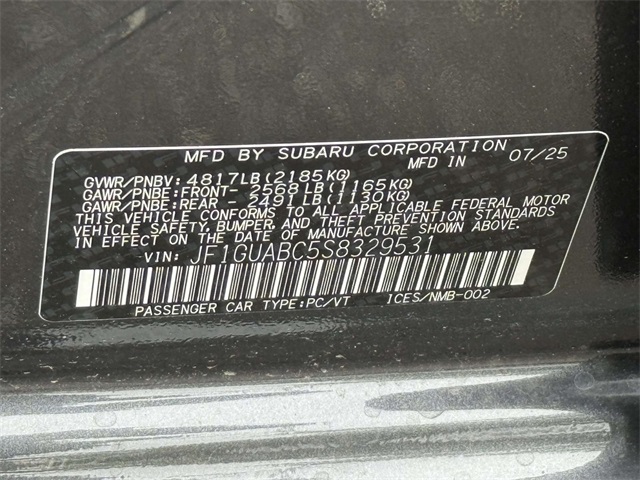 MFD BY SUBARU CORPORATION
MFD IN 07/25
GVWR/PNBV: 4817LB(2185KG)
GAWR/PNBE:FRONT- 2568LB(1165KG)
GAWR/PNBE:REAR - 2491LB(1130KG)
THIS VEHICLE CONFORMS TO ALL APPLICABLE FEDERAL MOTOR
VEHICLE SAFETY,BUMPER,AND THEFT PREVENTION STANDARDS
IN EFFECT ON THE DATE OF MANUFACTURE SHOWN ABOVE.
VIN: JF1GUABC5S8329531
PASSENGER CAR TYPE:PC/VT ICES/NMB-002